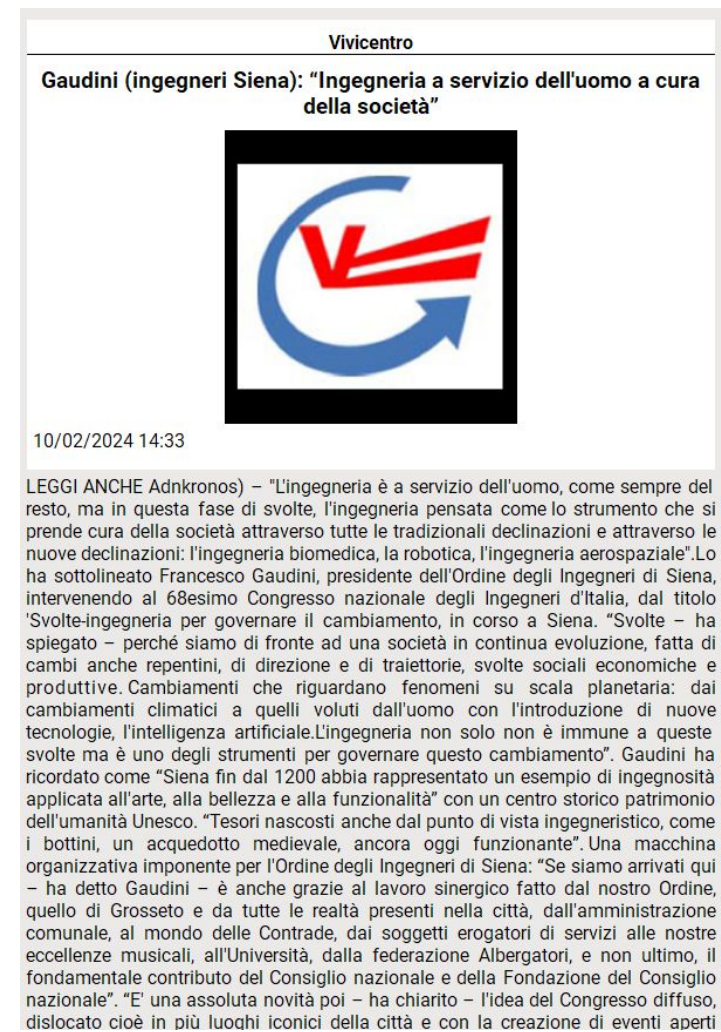 Vivicentro
Gaudini (ingegneri Siena): “Ingegneria a servizio dell'uomo a cura
della società”
10/02/2024 14:33
LEGGI ANCHE Adnkronos) – "L'ingegneria è a servizio dell'uomo, come sempre del
resto, ma in questa fase di svolte, l'ingegneria pensata come lo strumento che si
prende cura della società attraverso tutte le tradizionali declinazioni e attraverso le
nuove declinazioni: l'ingegneria biomedica, la robotica, l'ingegneria aerospaziale".Lo
ha sottolineato Francesco Gaudini, presidente dell'Ordine degli Ingegneri di Siena,
intervenendo al 68esimo Congresso nazionale degli Ingegneri d'Italia, dal titolo
'Svolte-ingegneria per governare il cambiamento, in corso a Siena. “Svolte – ha
spiegato – perché siamo di fronte ad una società in continua evoluzione, fatta di
cambi anche repentini, di direzione e di traiettorie, svolte sociali economiche e
produttive. Cambiamenti che riguardano fenomeni su scala planetaria: dai
cambiamenti climatici a quelli voluti dall'uomo con l'introduzione di nuove
tecnologie, l'intelligenza artificiale.L'ingegneria non solo non è immune a queste
svolte ma è uno degli strumenti per governare questo cambiamento”. Gaudini ha
ricordato come “Siena fin dal 1200 abbia rappresentato un esempio di ingegnosità
applicata all'arte, alla bellezza e alla funzionalità” con un centro storico patrimonio
dell'umanità Unesco. “Tesori nascosti anche dal punto di vista ingegneristico, come
i bottini, un acquedotto medievale, ancora oggi funzionante”. Una macchina
organizzativa imponente per l'Ordine degli Ingegneri di Siena: “Se siamo arrivati qui
– ha detto Gaudini – è anche grazie al lavoro sinergico fatto dal nostro Ordine,
quello di Grosseto e da tutte le realtà presenti nella città, dall'amministrazione
comunale, al mondo delle Contrade, dai soggetti erogatori di servizi alle nostre
eccellenze musicali, all'Università, dalla federazione Albergatori, e non ultimo, il
fondamentale contributo del Consiglio nazionale e della Fondazione del Consiglio
nazionale”. “E' una assoluta novità poi – ha chiarito – l'idea del Congresso diffuso,
dislocato cioè in più luoghi iconici della città e con la creazione di eventi aperti